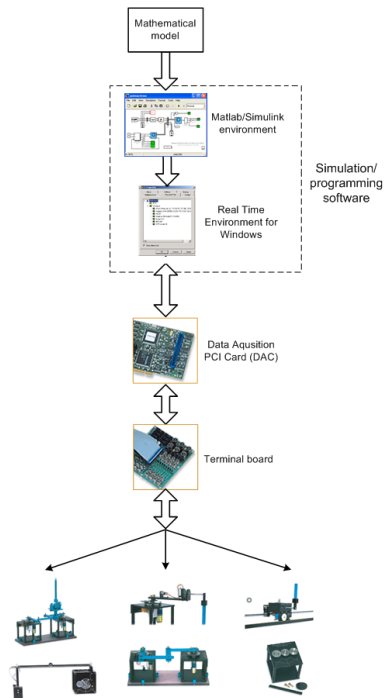 Mathematical
model
Matlab/Simulink
environment
Real Time
Environment for
Windows
Simulation/
programming
software
Data Aqusition
PCI Card (DAC)
Terminal board